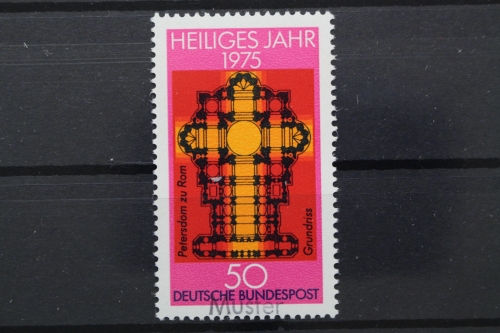 HEILIGES JAHR
1975
Petersdom zu Rom
Grundriss
50
DEUTSCHE BUNDESPOST
Muster